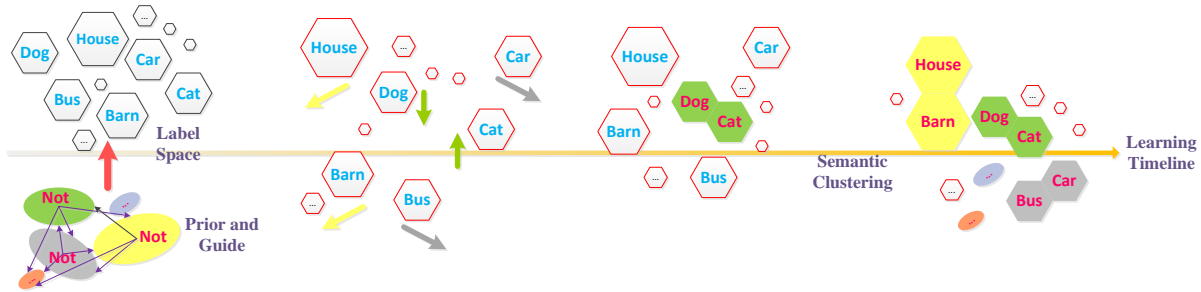 Dog
House
...
Car
Bus
Cat
Barn
...
Label
Space
Not
...
Not
Not
...
Prior and
Guide
House
...
Car
Dog
Cat
Barn
...
Bus
House
Car
...
Dog
Cat
Barn
...
Bus
Semantic
Clustering
House
Barn
...
Dog
Cat
...
...
Car
Bus
...
Learning
Timeline